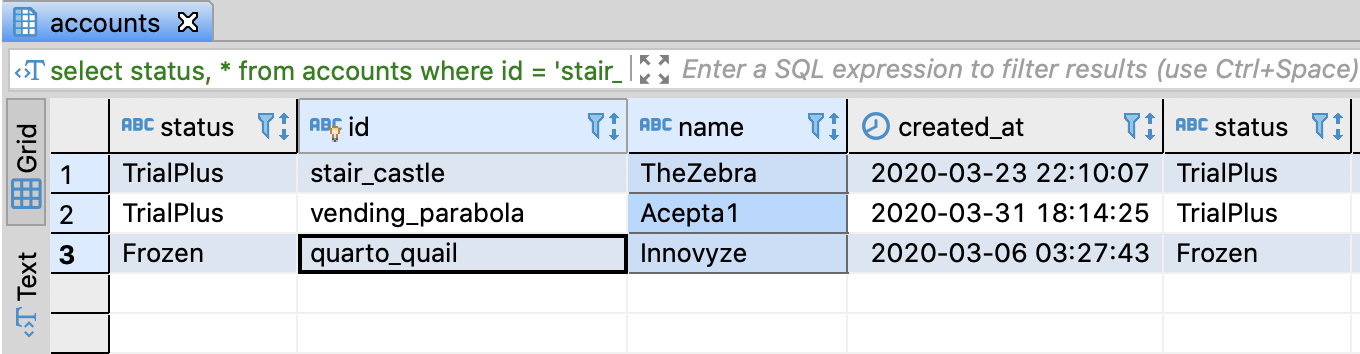 accounts
select status, * from accounts where id = 'stair_ Enter a SQL expression to filter results (use Ctrl+Space)
Grid
Text
ABC status ABC id ABC name created_at ABC status
1 TrialPlus stair_castle TheZebra 2020-03-23 22:10:07 TrialPlus
2 TrialPlus vending_parabola Acepta1 2020-03-31 18:14:25 TrialPlus
3 Frozen quarto_quail Innovyze 2020-03-06 03:27:43 Frozen